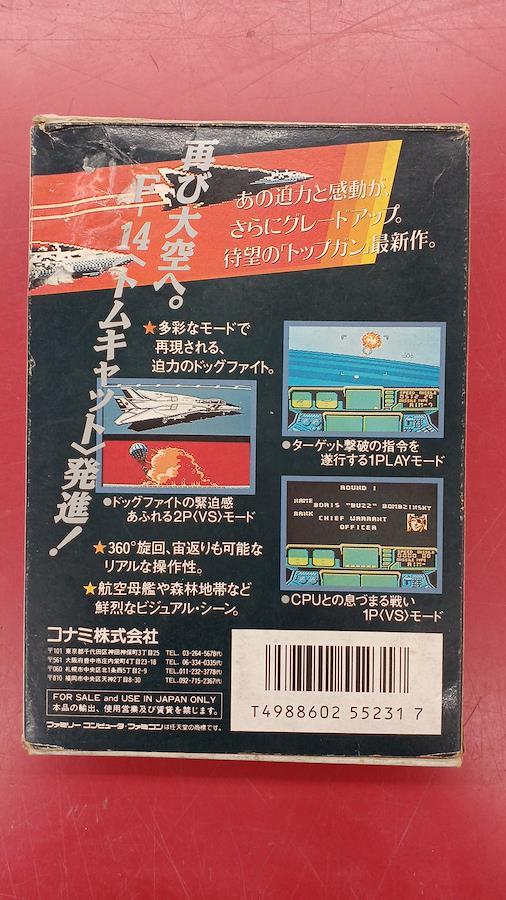 再び大空へ。
F-14〈トムキャット〉発進！
あの迫力と感動が、
さらにグレードアップ。
待望の「トップガン」最新作。
★多彩なモードで
再現される、
迫力のドッグファイト。
●ターゲット撃破の指令を
遂行する1PLAYモード
●ドッグファイトの緊迫感
あふれる2P〈VS〉モード
ROUND 1
NAME
BORIS "BUZZ" BOMBZINSKY
RANK
CHIEF WARRANT
OFFICER
●CPUとの息づまる戦い
1P〈VS〉モード
★360°旋回、宙返りも可能な
リアルな操作性。
★航空母艦や森林地帯など
鮮烈なビジュアル・シーン。
コナミ株式会社
〒101 東京都千代田区神田神保町3丁目25 TEL. 03-264-5678㈹
〒561 大阪府豊中市庄内栄町4丁目23-18 TEL. 06-334-0335㈹
〒060 札幌市中央区北1条西5丁目2-9 TEL. 011-232-3778㈹
〒810 福岡市中央区天神2丁目8-30 TEL. 092-715-2367㈹
FOR SALE and USE IN JAPAN ONLY
本品の輸出、使用営業及び賃貸を禁じます。
ファミリーコンピュータ・ファミコンは任天堂の商標です。
T4988602 55231 7